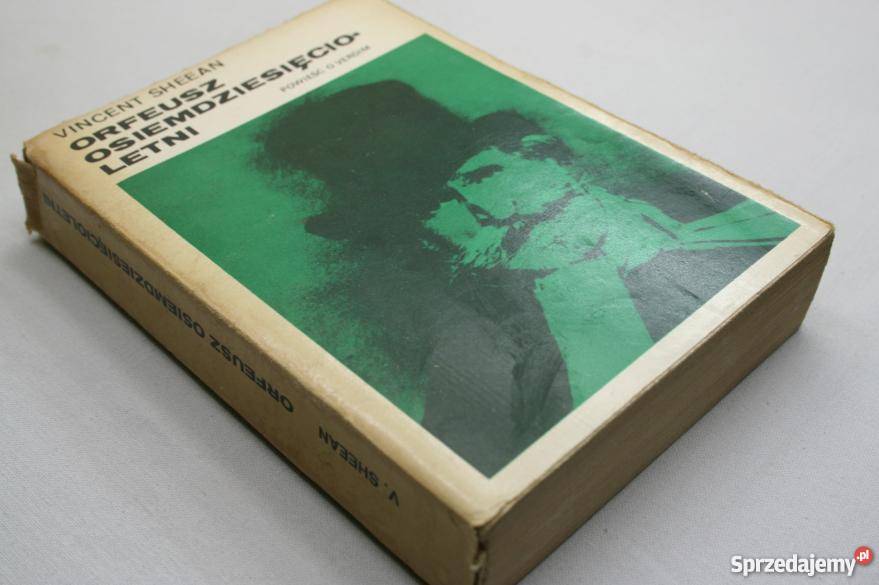 VINCENT SHEEAN
ORFEUSZ
OSIEMDZIESIĘCIO-
LETNI
POWIEŚĆ O VERDIM
V. SHEEAN
ORFEUSZ OSIEMDZIESIĘCIOLETNI
Sprzedajemy.pl